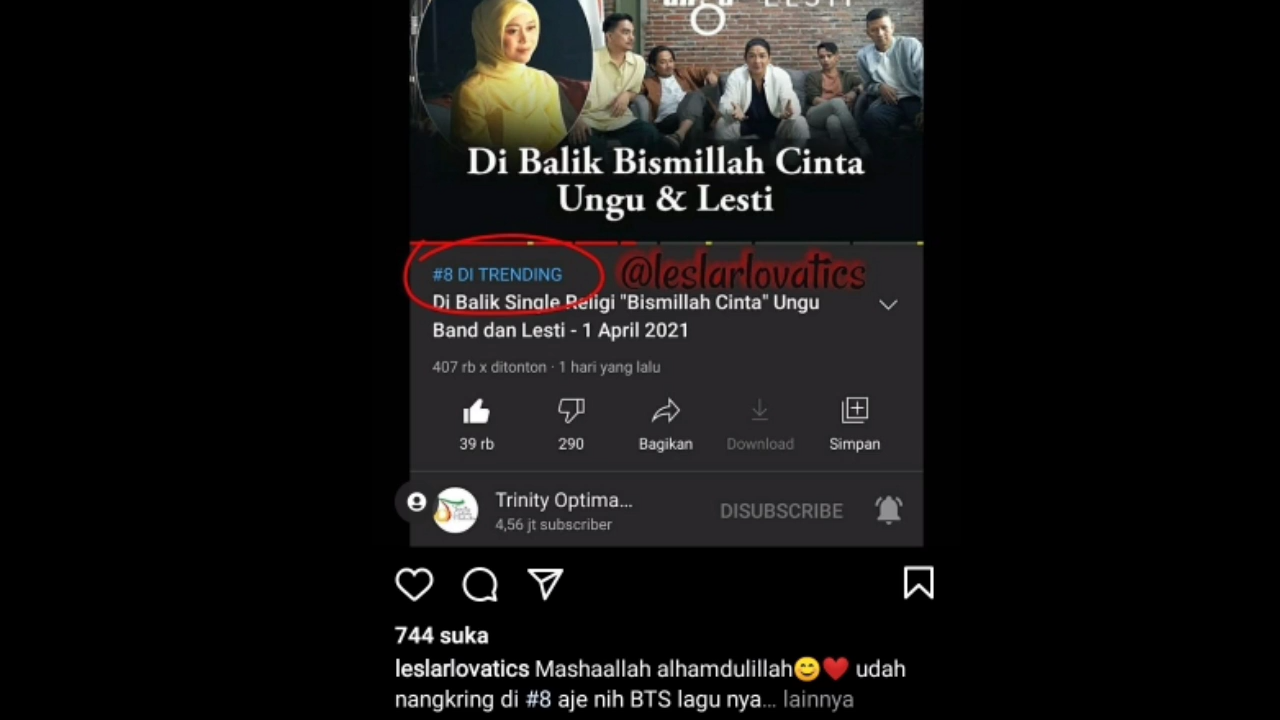 Di Balik Bismillah Cinta
Ungu & Lesti
#8 DI TRENDING
@leslarlovatics
Di Balik Single Religi "Bismillah Cinta" Ungu
Band dan Lesti - 1 April 2021
407 rb x ditonton · 1 hari yang lalu
39 rb
290
Bagikan
Download
Simpan
Trinity Optima...
4,56 jt subscriber
DISUBSCRIBE
744 suka
leslarlovatics Mashaallah alhamdulillah😊❤️ udah
nangkring di #8 aje nih BTS lagu nya... lainnya